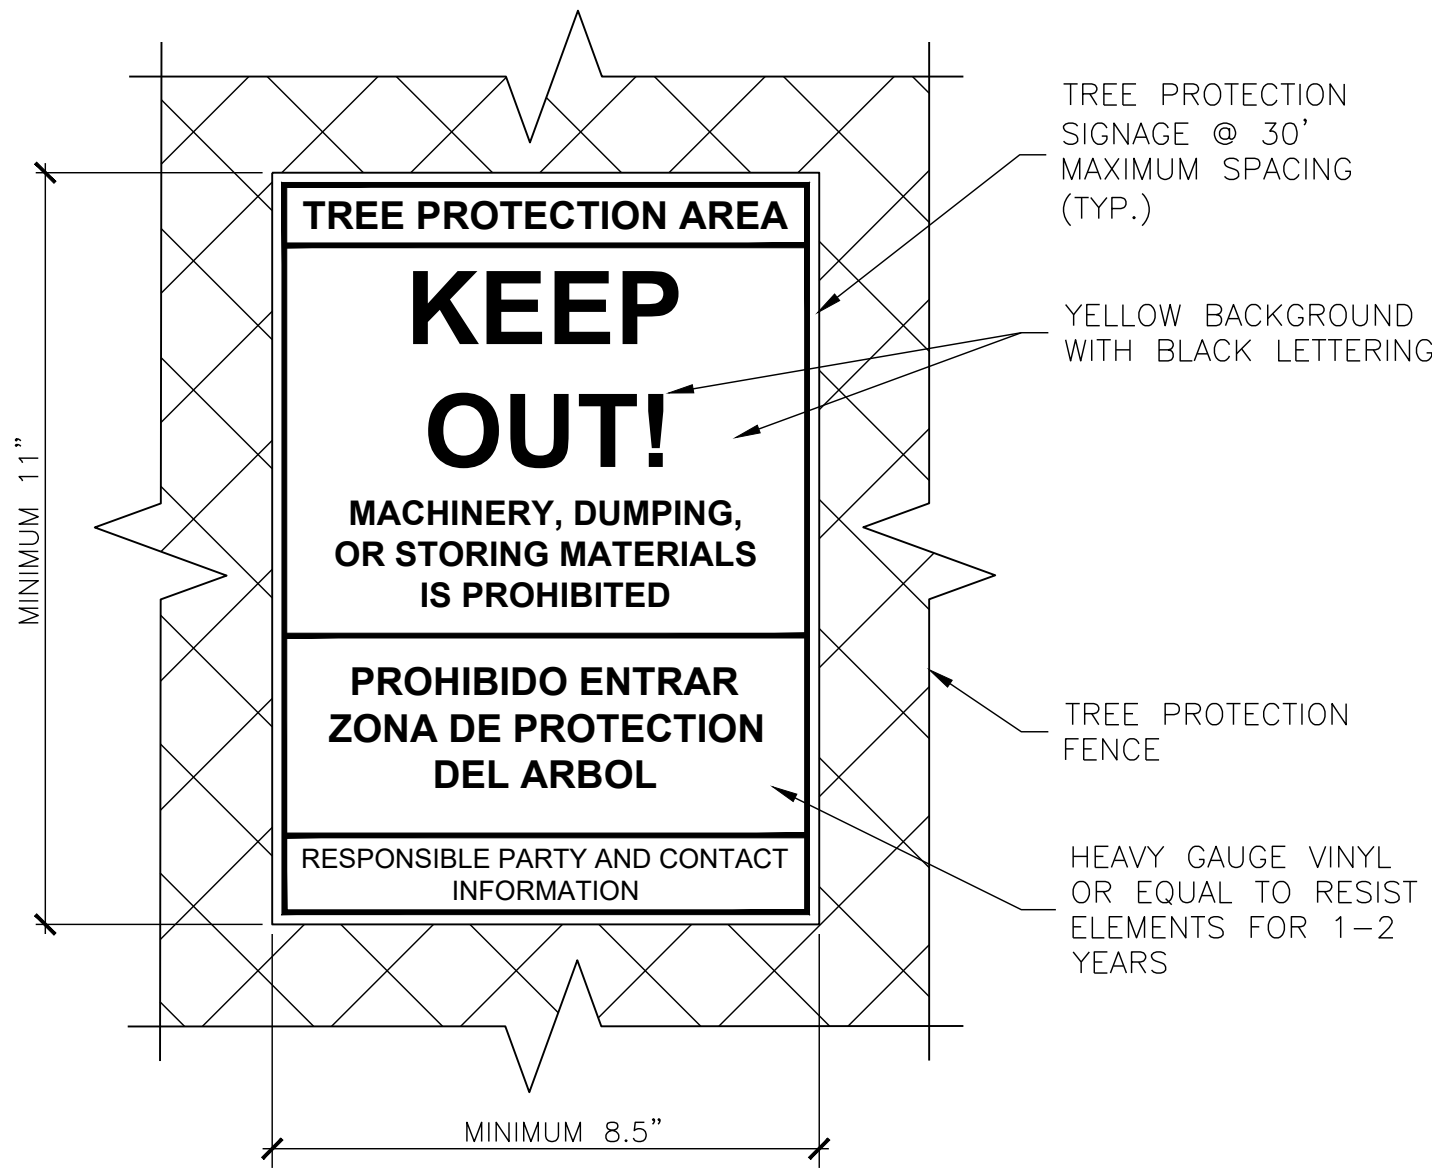 TREE PROTECTION
SIGNAGE @ 30'
MAXIMUM SPACING
(TYP.)
TREE PROTECTION AREA
KEEP
OUT!
MACHINERY, DUMPING,
OR STORING MATERIALS
IS PROHIBITED
PROHIBIDO ENTRAR
ZONA DE PROTECTION
DEL ARBOL
RESPONSIBLE PARTY AND CONTACT
INFORMATION
YELLOW BACKGROUND
WITH BLACK LETTERING
TREE PROTECTION
FENCE
HEAVY GAUGE VINYL
OR EQUAL TO RESIST
ELEMENTS FOR 1-2
YEARS
MINIMUM 11"
MINIMUM 8.5"